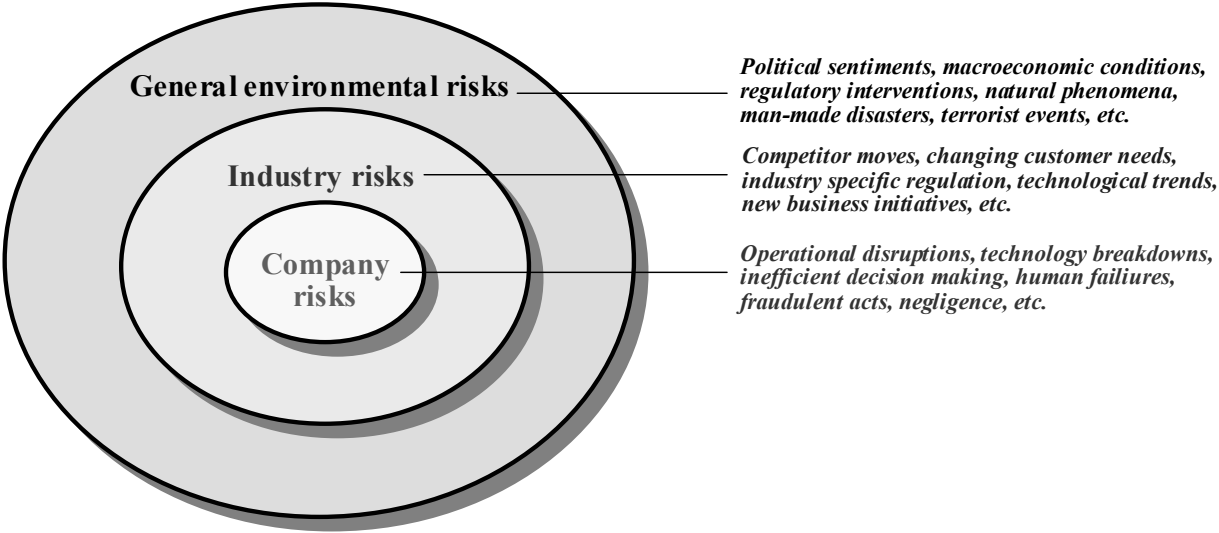 General environmental risks
Political sentiments, macroeconomic conditions,
regulatory interventions, natural phenomena,
man-made disasters, terrorist events, etc.
Industry risks
Competitor moves, changing customer needs,
industry specific regulation, technological trends,
new business initiatives, etc.
Company
risks
Operational disruptions, technology breakdowns,
inefficient decision making, human failiures,
fraudulent acts, negligence, etc.